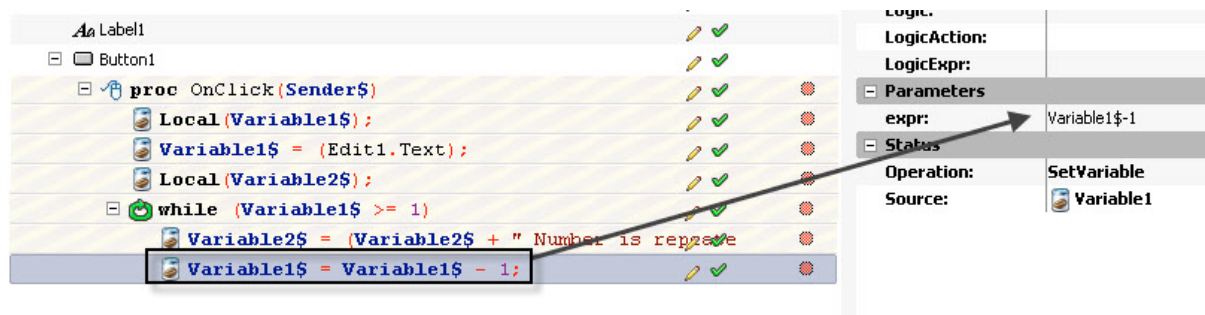 Label1
Button1
proc OnClick(Sender$)
Local(Variable1$);
Variable1$ = (Edit1.Text);
Local(Variable2$);
while (Variable1$ >= 1)
Variable2$ = (Variable2$ + " Number is
Variable1$ = Variable1$ - 1;
Logic:
LogicAction:
LogicExpr:
Parameters
expr: Variable1$-1
Status
Operation: SetVariable
Source: Variable1